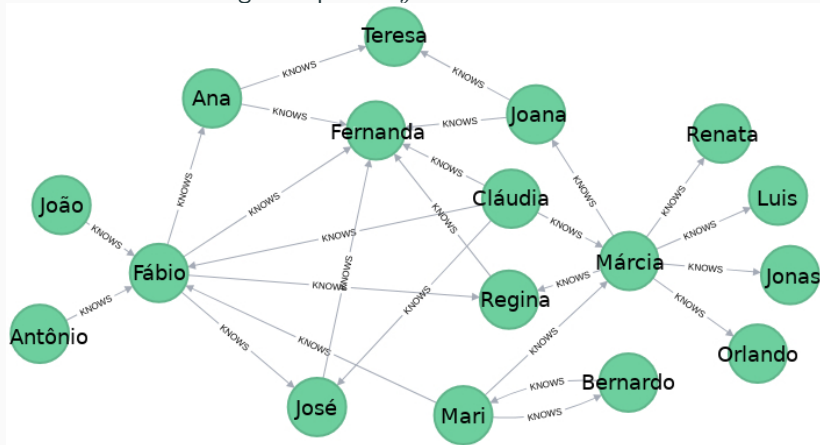 Teresa
KNOWS
KNOWS
Ana
KNOWS
Joana
KNOWS
Fernanda
Renata
KNOWS
KNOWS
KNOWS
KNOWS
KNOWS
Cláudia
Luis
João
KNOWS
KNOWS
KNOWS
KNOWS
KNOWS
Fábio
Márcia
KNOWS
Jonas
KNOWS
KNOWS
KNOWS
Regina
KNOWS
KNOWS
KNOWS
Antônio
KNOWS
KNOWS
KNOWS
Orlando
Bernardo
KNOWS
José
Mari
KNOWS